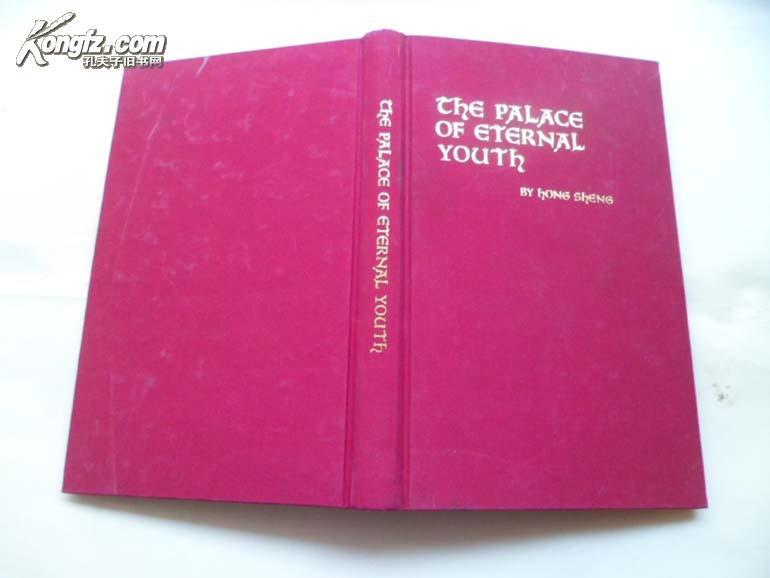 Kongfz.com
孔夫子旧书网
THE PALACE OF ETERNAL YOUTH
THE PALACE
OF ETERNAL
YOUTH
BY HONG SHENG